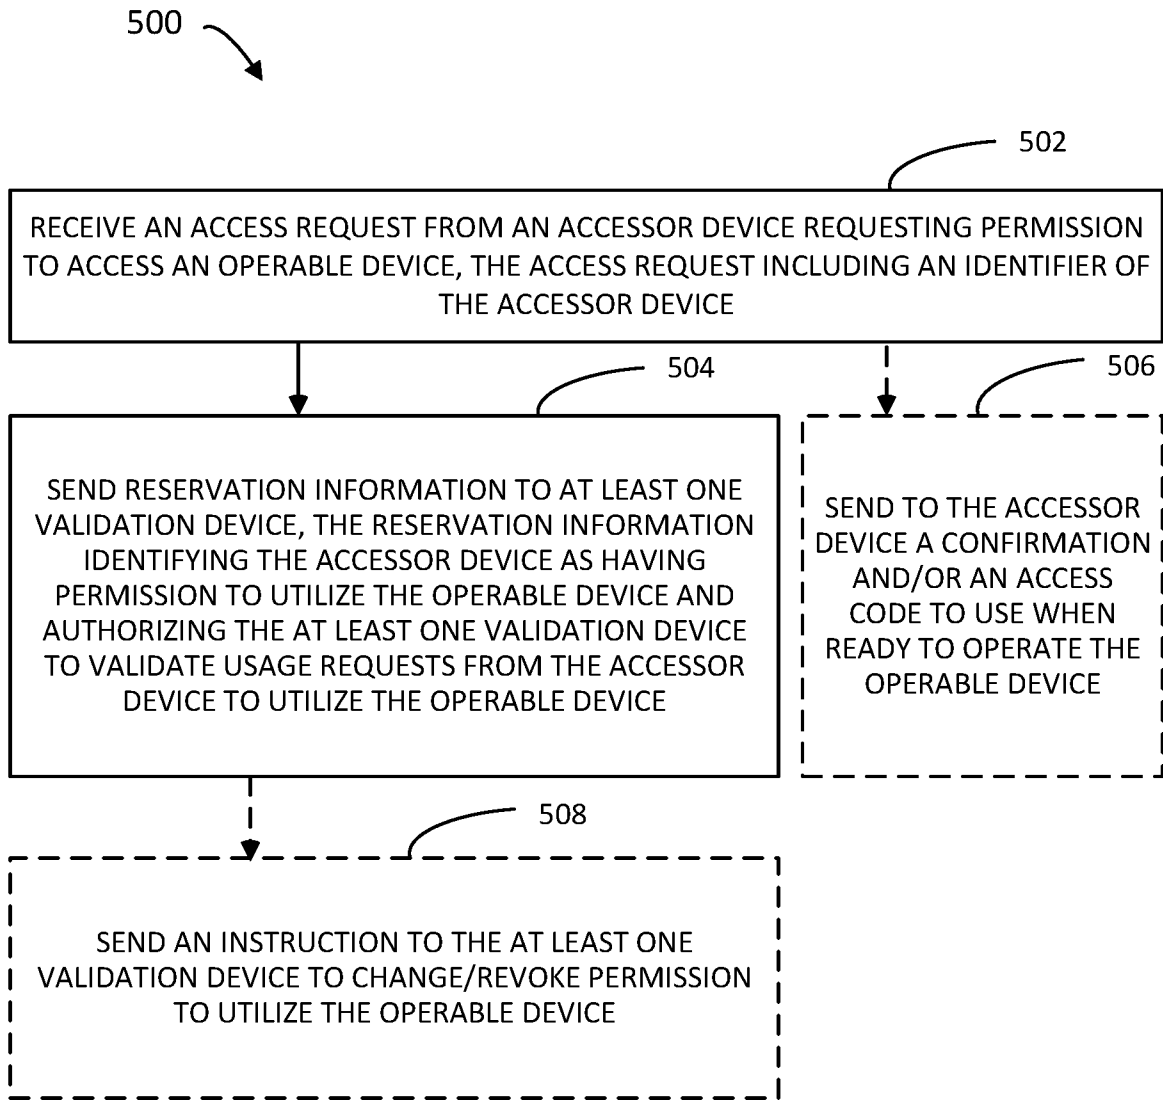 500
502
RECEIVE AN ACCESS REQUEST FROM AN ACCESSOR DEVICE REQUESTING PERMISSION
TO ACCESS AN OPERABLE DEVICE, THE ACCESS REQUEST INCLUDING AN IDENTIFIER OF
THE ACCESSOR DEVICE
504
SEND RESERVATION INFORMATION TO AT LEAST ONE
VALIDATION DEVICE, THE RESERVATION INFORMATION
IDENTIFYING THE ACCESSOR DEVICE AS HAVING
PERMISSION TO UTILIZE THE OPERABLE DEVICE AND
AUTHORIZING THE AT LEAST ONE VALIDATION DEVICE
TO VALIDATE USAGE REQUESTS FROM THE ACCESSOR
DEVICE TO UTILIZE THE OPERABLE DEVICE
506
SEND TO THE ACCESSOR
DEVICE A CONFIRMATION
AND/OR AN ACCESS
CODE TO USE WHEN
READY TO OPERATE THE
OPERABLE DEVICE
508
SEND AN INSTRUCTION TO THE AT LEAST ONE
VALIDATION DEVICE TO CHANGE/REVOKE PERMISSION
TO UTILIZE THE OPERABLE DEVICE